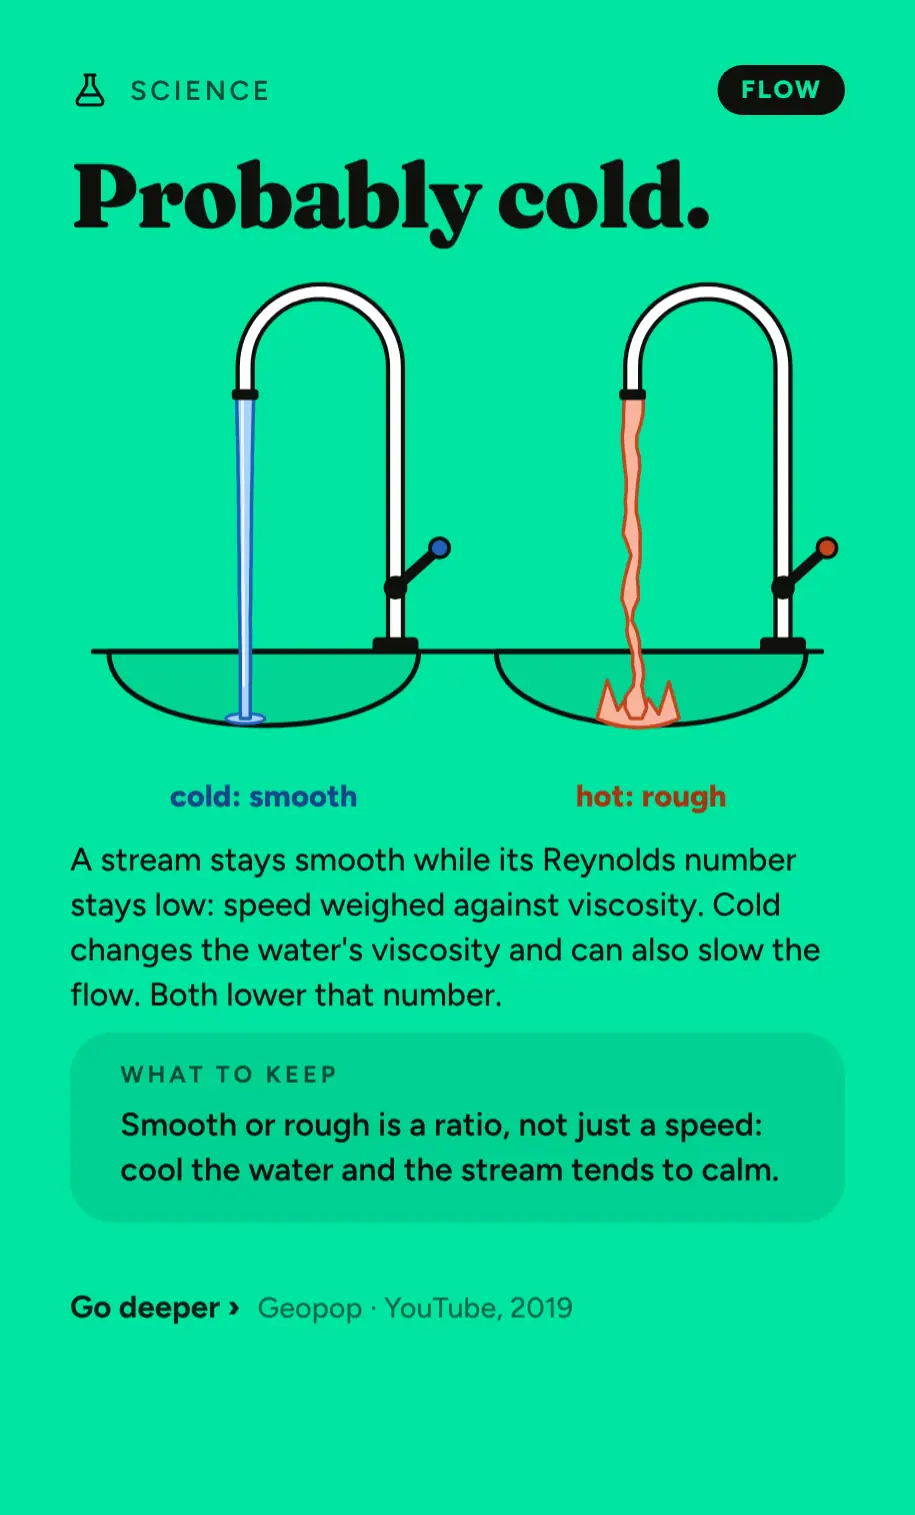 SCIENCE
FLOW
Probably cold.
cold: smooth
hot: rough
A stream stays smooth while its Reynolds number
stays low: speed weighed against viscosity. Cold
changes the water's viscosity and can also slow the
flow. Both lower that number.
WHAT TO KEEP
Smooth or rough is a ratio, not just a speed:
cool the water and the stream tends to calm.
Go deeper › Geopop · YouTube, 2019